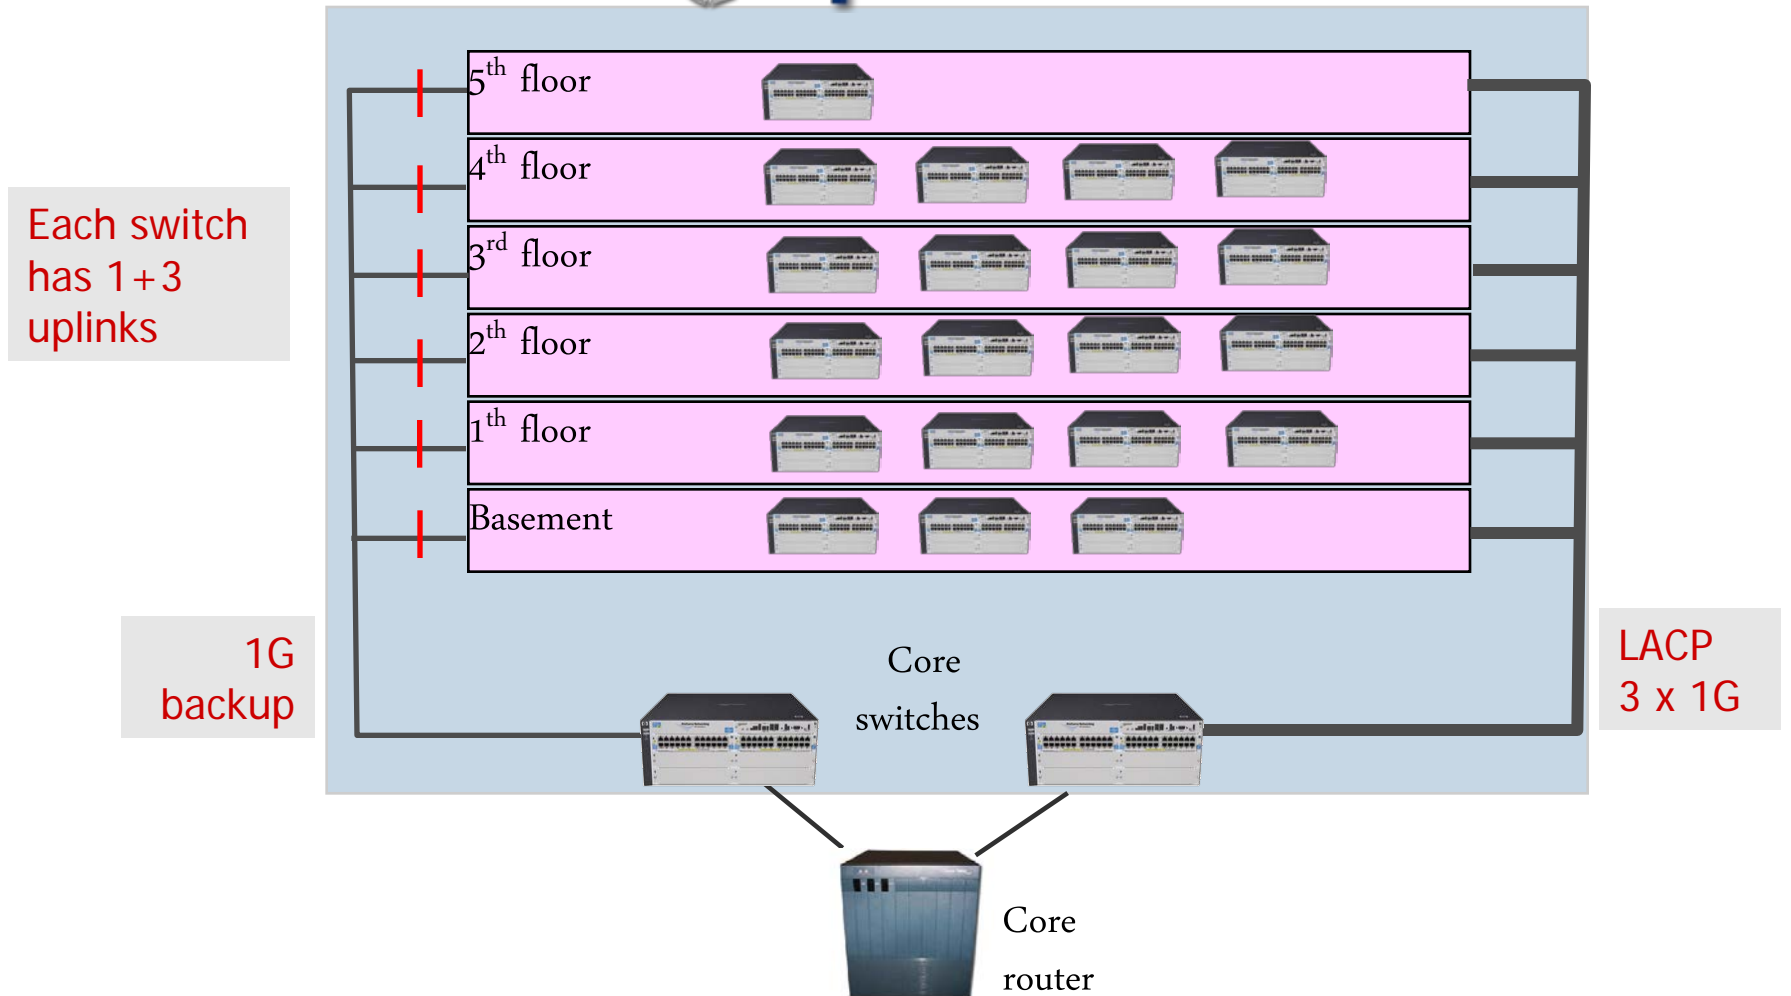 5th floor
4th floor
Each switch
has 1+3
uplinks
3rd floor
2th floor
1th floor
Basement
1G
backup
Core
switches
LACP
3 x 1G
Core
router